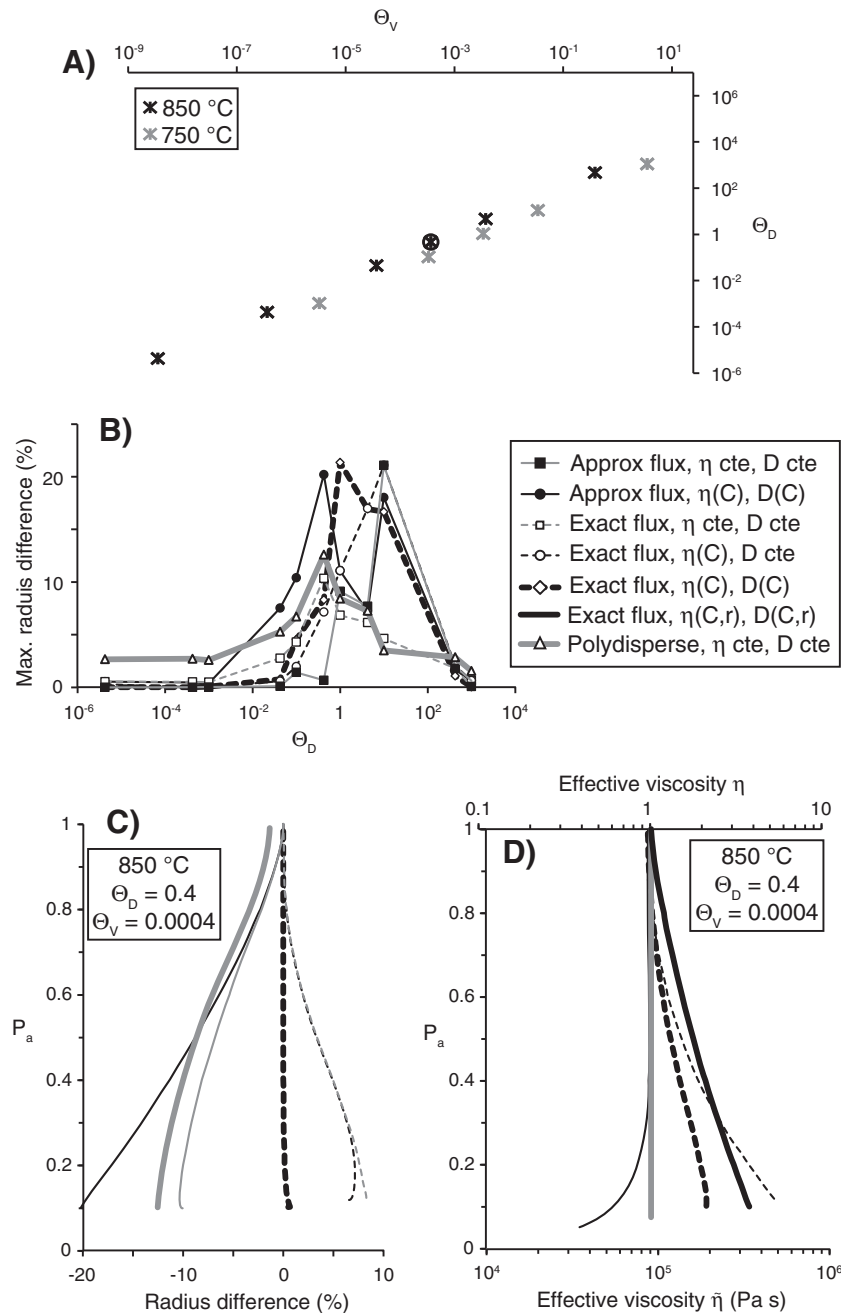 Θ_V
10^-9 10^-7 10^-5 10^-3 10^-1 10^1
A)
850 °C
750 °C
10^6
10^4
10^2
1
Θ_D
10^-2
10^-4
10^-6
B)
Max. raduis difference (%)
20
10
0
10^-6 10^-4 10^-2 1 10^2 10^4
Θ_D
Approx flux, η cte, D cte
Approx flux, η(C), D(C)
Exact flux, η cte, D cte
Exact flux, η(C), D cte
Exact flux, η(C), D(C)
Exact flux, η(C,r), D(C,r)
Polydisperse, η cte, D cte
C)
850 °C
Θ_D = 0.4
Θ_V = 0.0004
1
0.8
0.6
P_a
0.4
0.2
0
-20 -10 0 10
Radius difference (%)
Effective viscosity η
0.1 1 10
D)
850 °C
Θ_D = 0.4
Θ_V = 0.0004
1
0.8
0.6
P_a
0.4
0.2
0
10^4 10^5 10^6
Effective viscosity η̃ (Pa s)